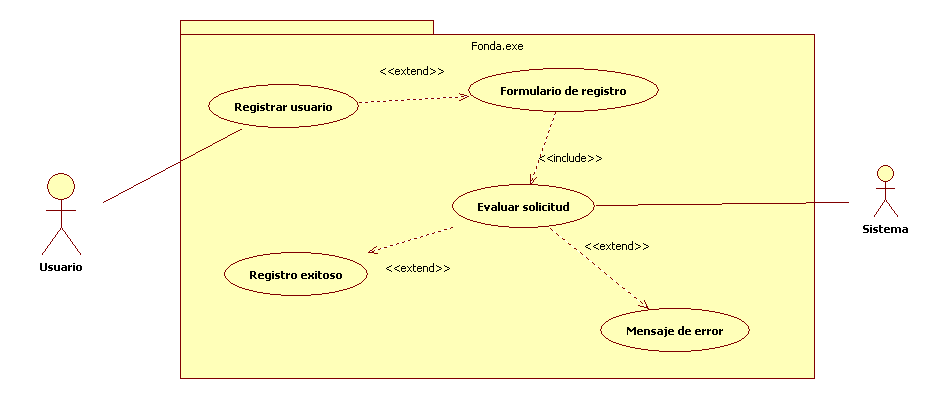 Fonda.exe
<<extend>>
Formulario de registro
Registrar usuario
<<include>>
Evaluar solicitud
Sistema
<<extend>>
Usuario
<<extend>>
Registro exitoso
Mensaje de error